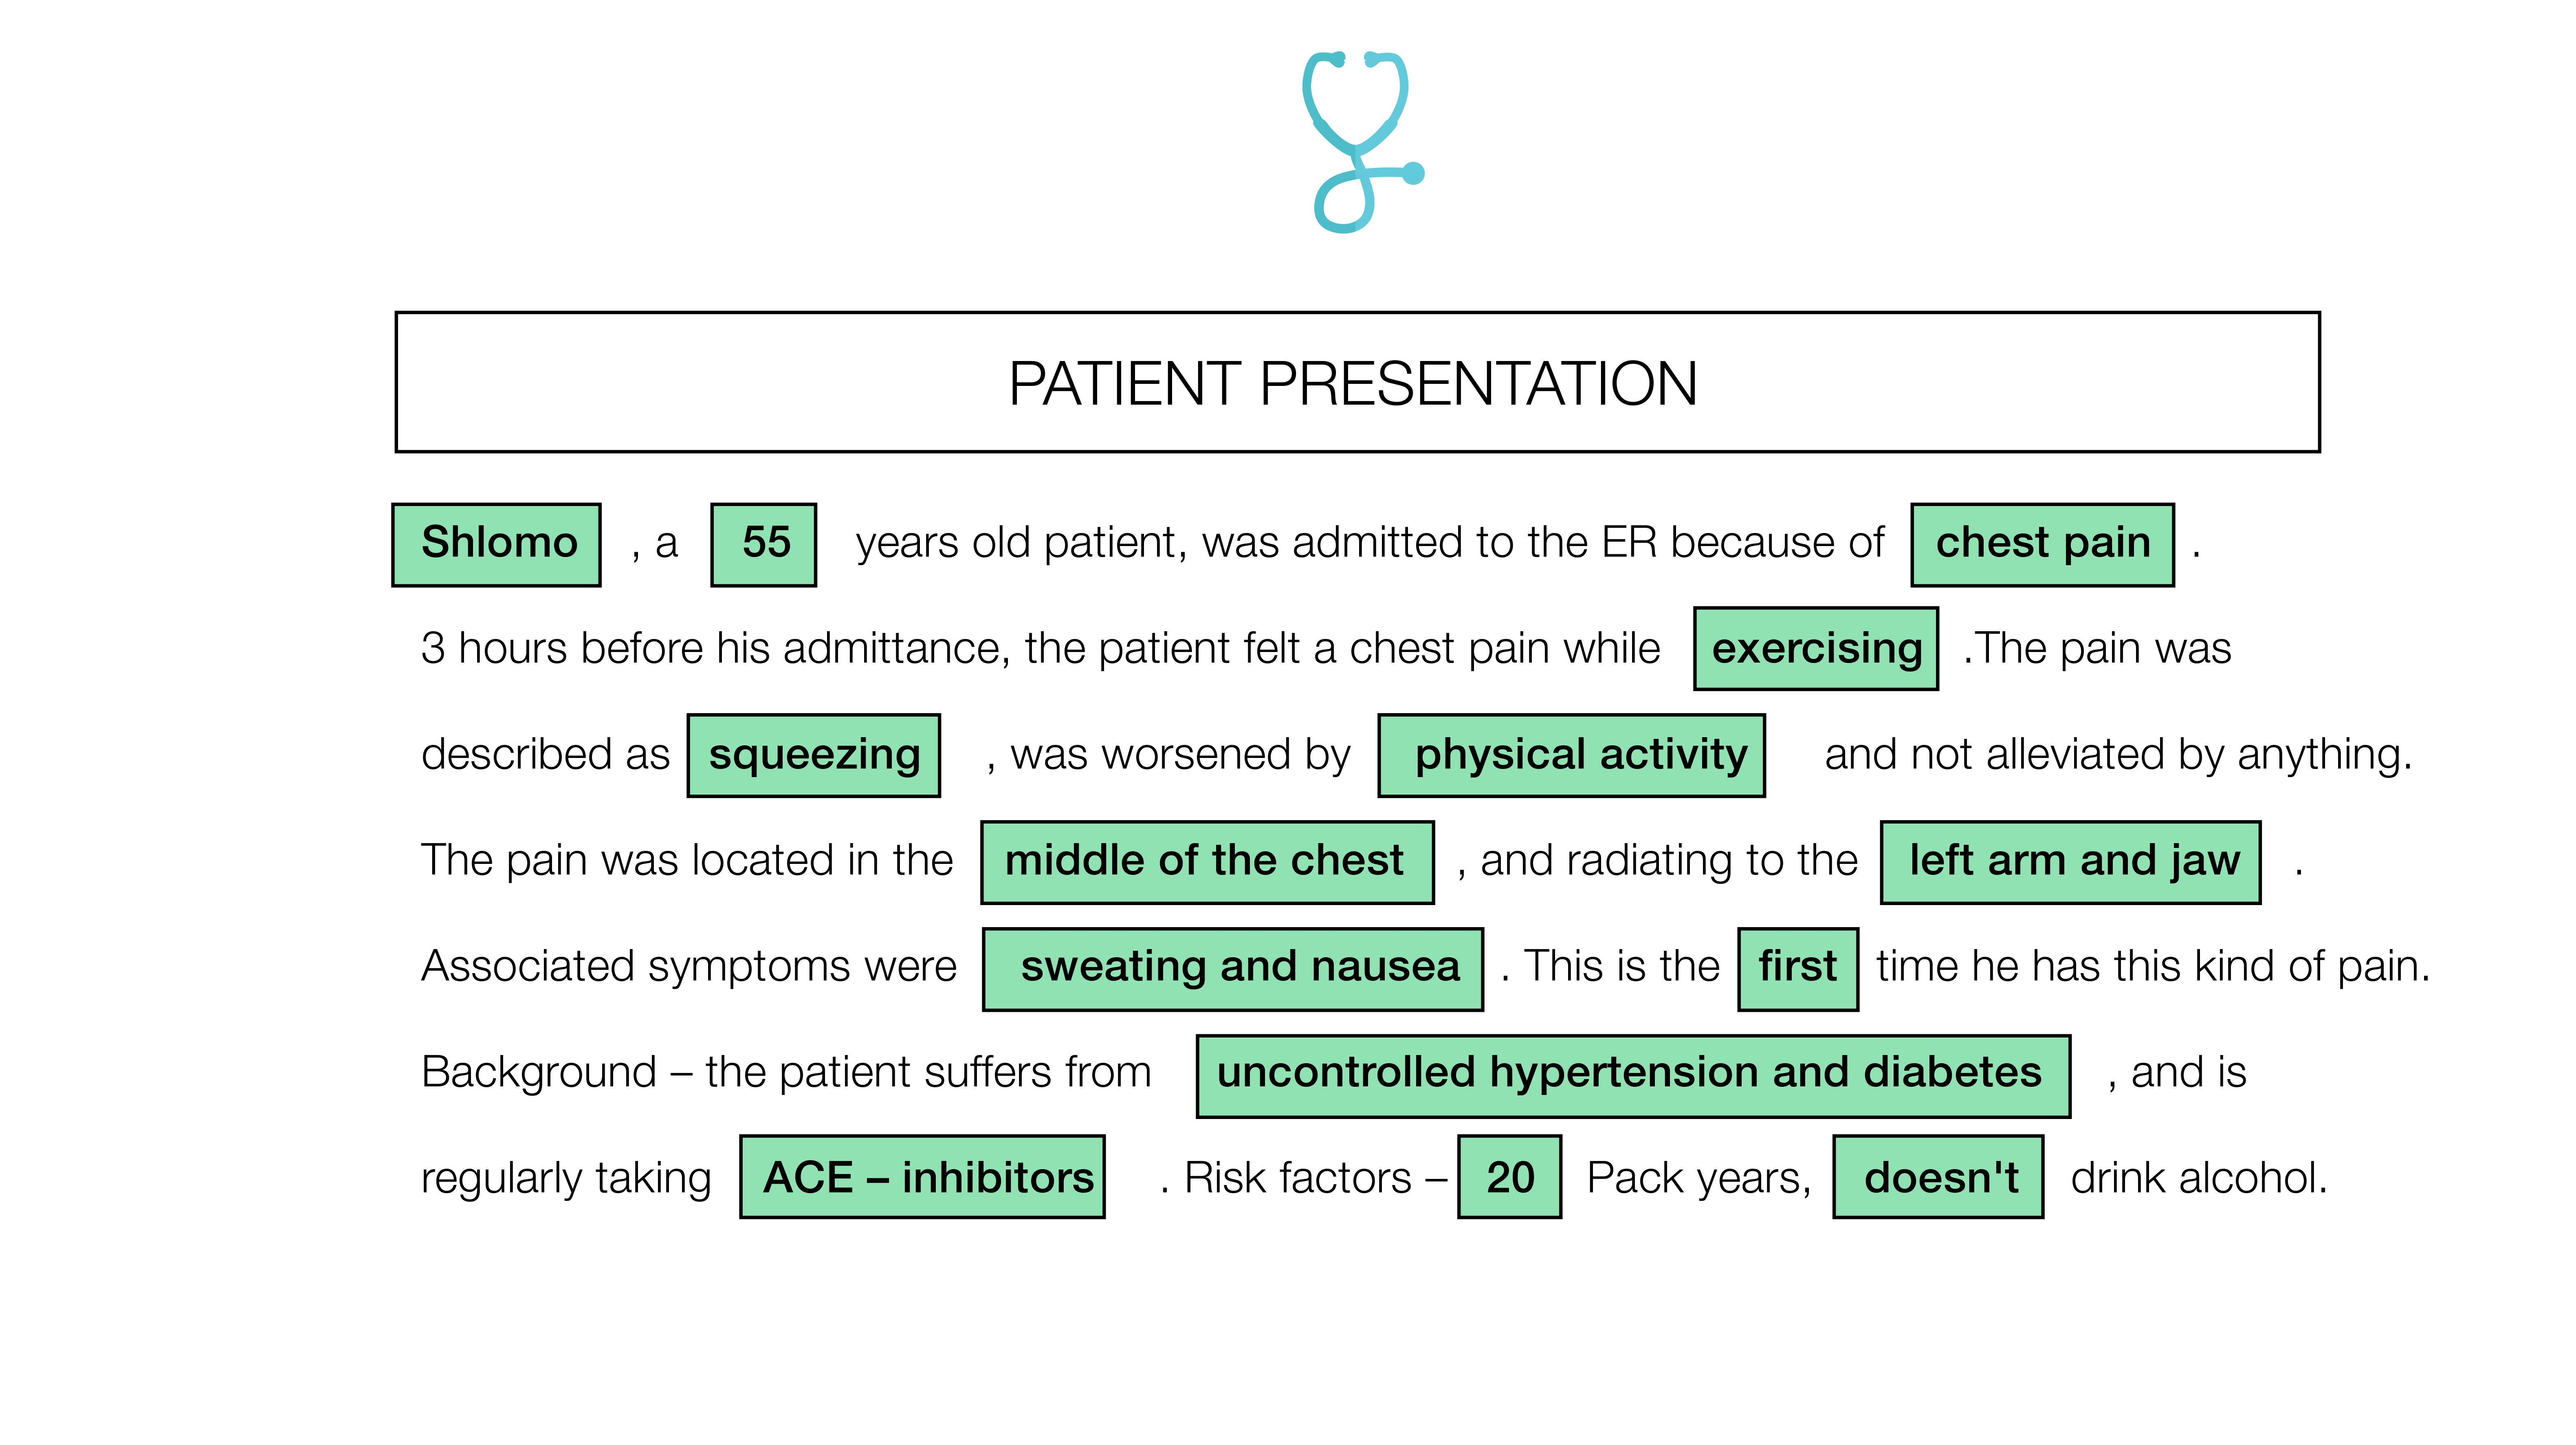 PATIENT PRESENTATION
Shlomo , a 55 years old patient, was admitted to the ER because of chest pain .
3 hours before his admittance, the patient felt a chest pain while exercising .The pain was
described as squeezing , was worsened by physical activity and not alleviated by anything.
The pain was located in the middle of the chest , and radiating to the left arm and jaw .
Associated symptoms were sweating and nausea . This is the first time he has this kind of pain.
Background – the patient suffers from uncontrolled hypertension and diabetes , and is
regularly taking ACE – inhibitors . Risk factors – 20 Pack years, doesn't drink alcohol.